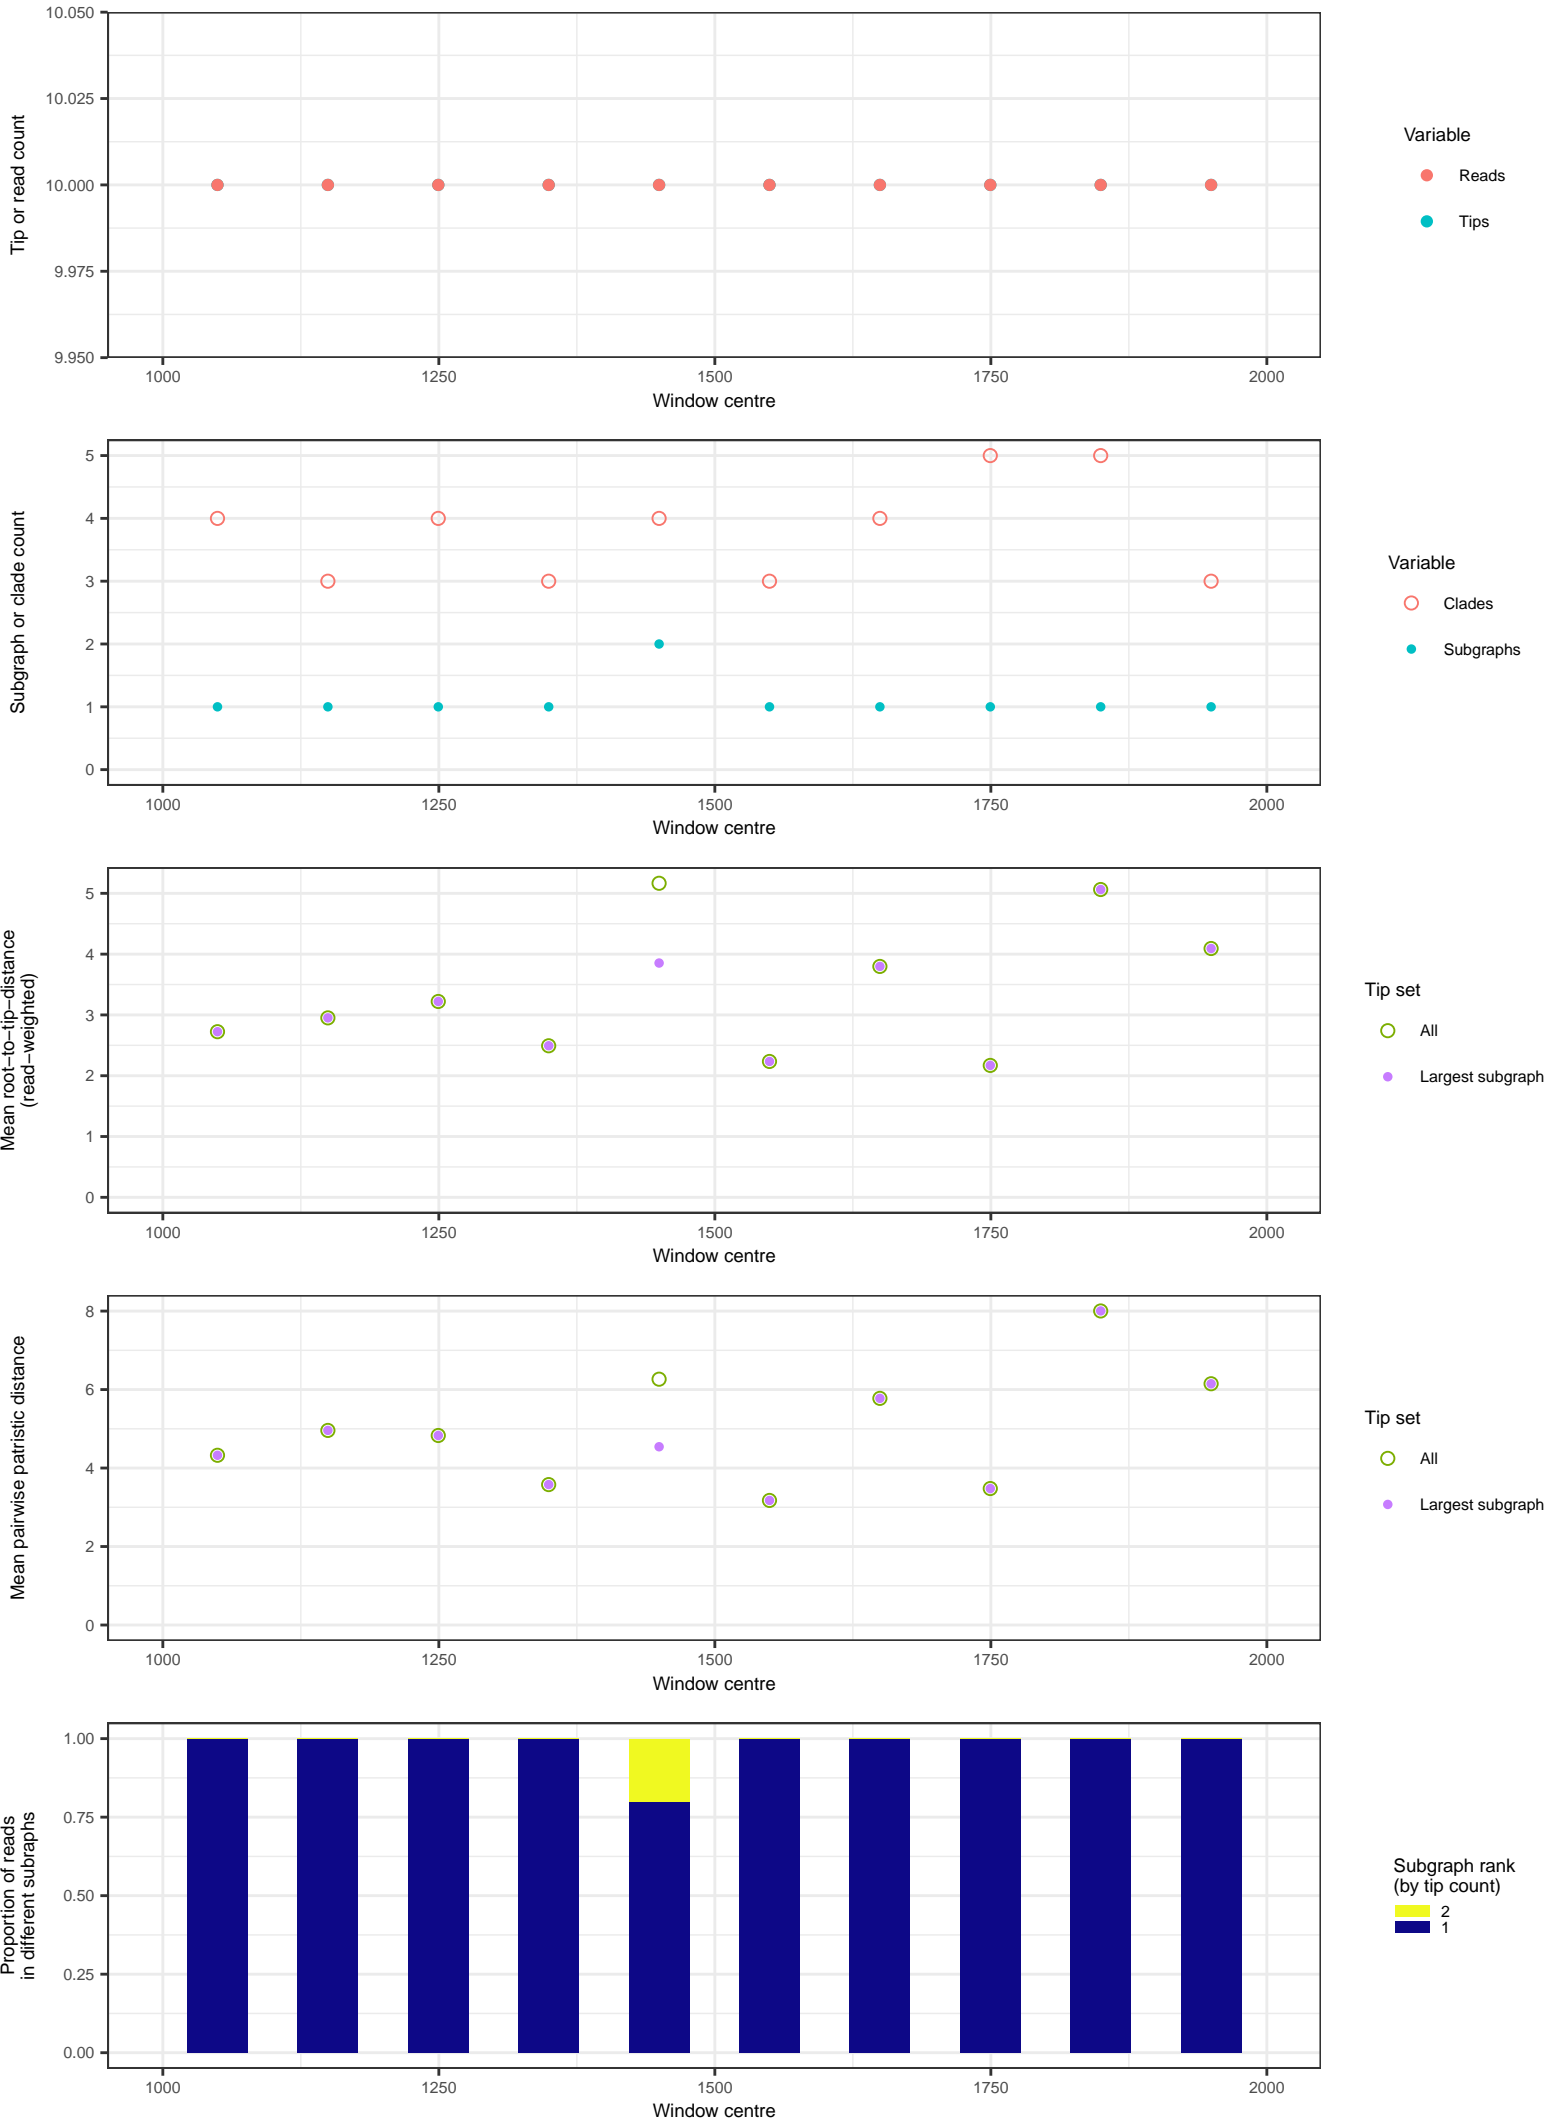 10.050
10.025
10.000
9.975
9.950
Tip or read count
1000 1250 1500 1750 2000
Window centre
Variable
Reads
Tips
5
4
3
2
1
0
Subgraph or clade count
1000 1250 1500 1750 2000
Window centre
Variable
Clades
Subgraphs
5
4
3
2
1
0
Mean root−to−tip−distance
(read−weighted)
1000 1250 1500 1750 2000
Window centre
Tip set
All
Largest subgraph
8
6
4
2
0
Mean pairwise patristic distance
1000 1250 1500 1750 2000
Window centre
Tip set
All
Largest subgraph
1.00
0.75
0.50
0.25
0.00
Proportion of reads
in different subraphs
1000 1250 1500 1750 2000
Window centre
Subgraph rank
(by tip count)
2
1